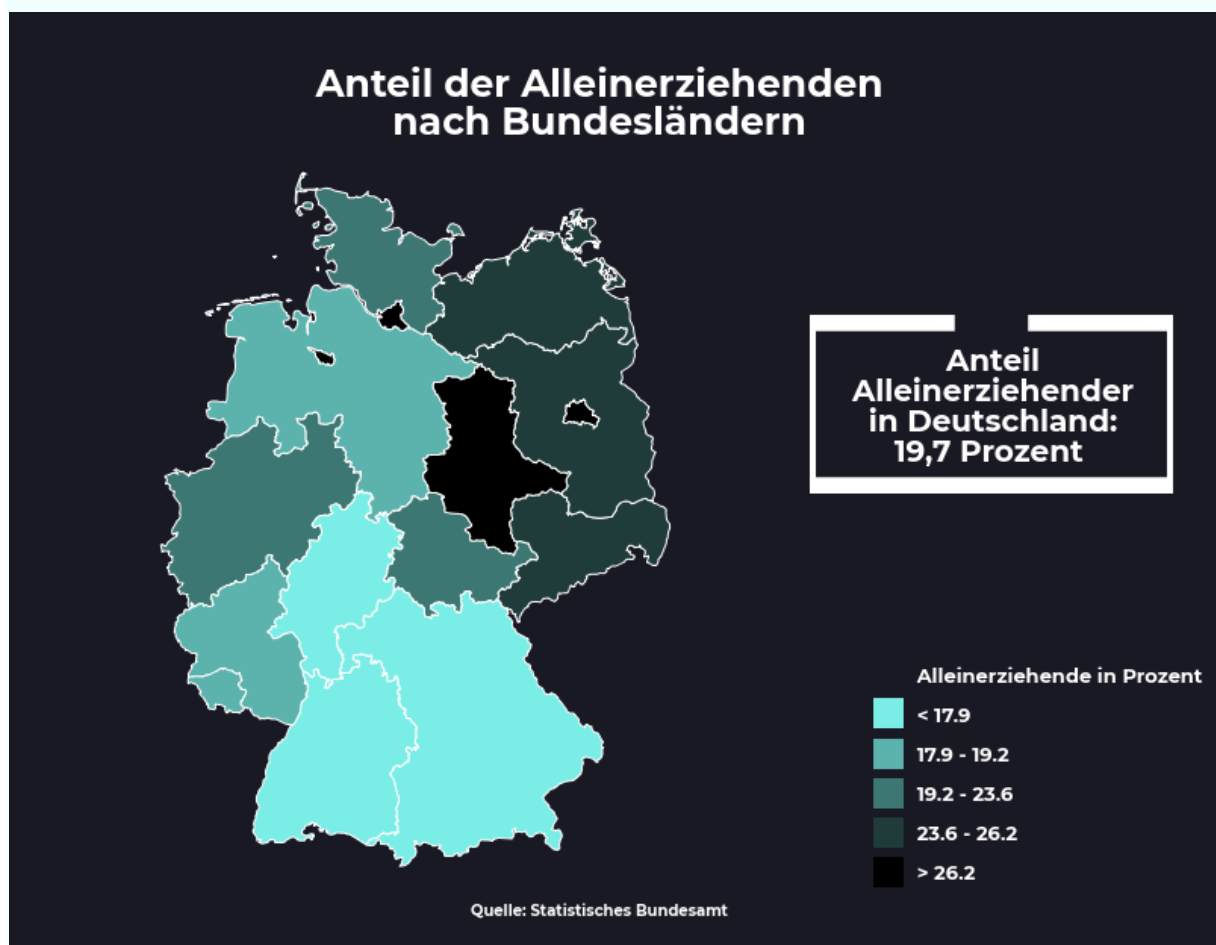 Anteil der Alleinerziehenden
nach Bundesländern
Anteil
Alleinerziehender
in Deutschland:
19,7 Prozent
Alleinerziehende in Prozent
< 17.9
17.9 - 19.2
19.2 - 23.6
23.6 - 26.2
> 26.2
Quelle: Statistisches Bundesamt